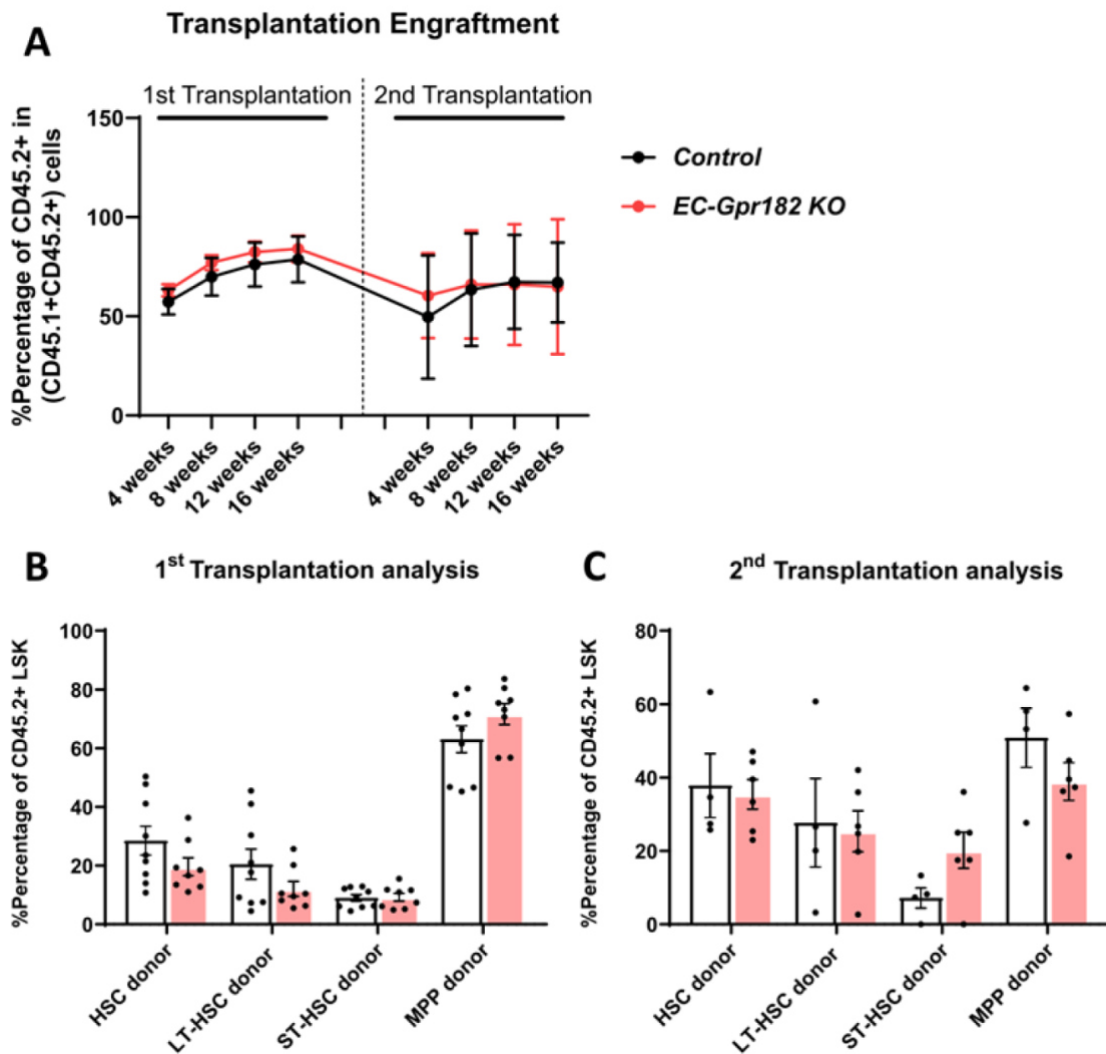 A
Transplantation Engraftment
1st Transplantation
2nd Transplantation
%Percentage of CD45.2+ in
(CD45.1+CD45.2+) cells
150
100
50
0
4 weeks
8 weeks
12 weeks
16 weeks
4 weeks
8 weeks
12 weeks
16 weeks
Control
EC-Gpr182 KO
B
1st Transplantation analysis
%Percentage of CD45.2+ LSK
100
80
60
40
20
0
HSC donor
LT-HSC donor
ST-HSC donor
MPP donor
C
2nd Transplantation analysis
%Percentage of CD45.2+ LSK
80
60
40
20
0
HSC donor
LT-HSC donor
ST-HSC donor
MPP donor